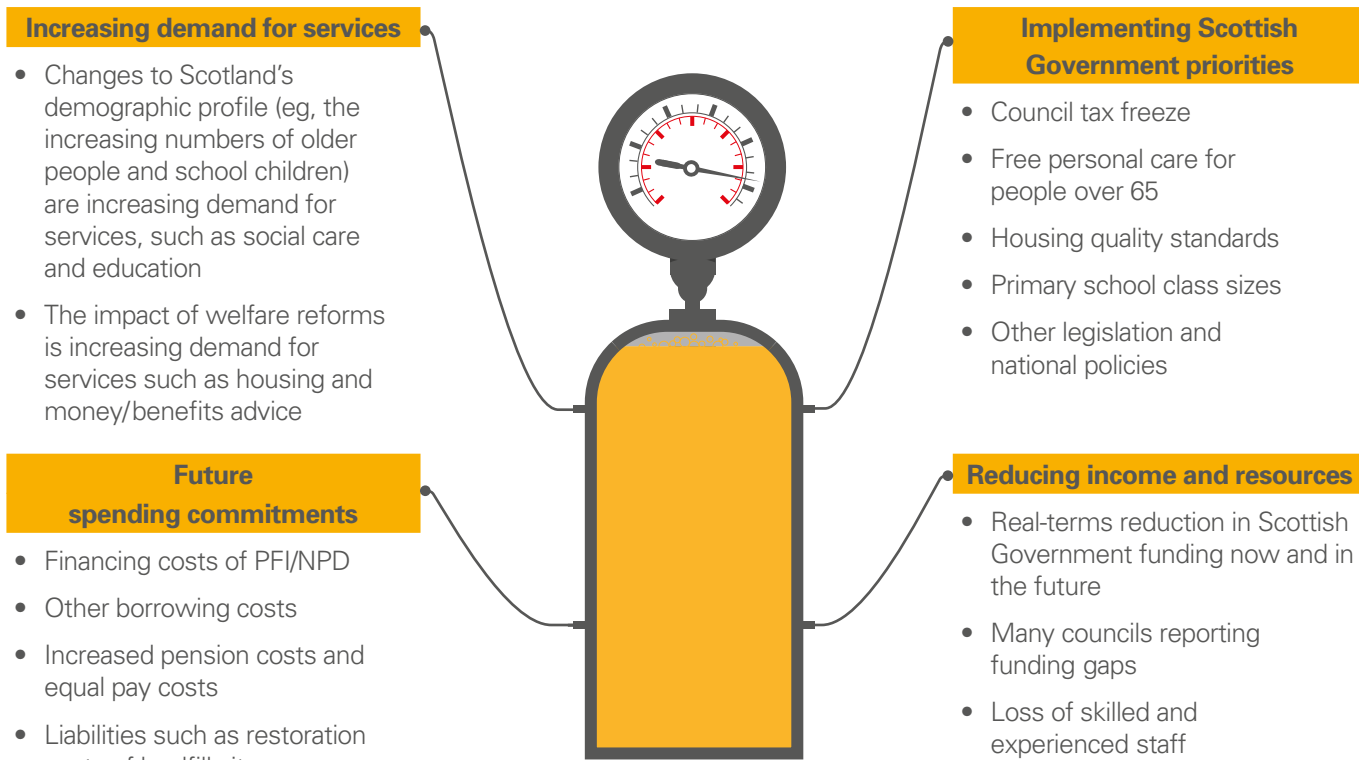 Increasing demand for services
• Changes to Scotland's
demographic profile (eg, the
increasing numbers of older
people and school children)
are increasing demand for
services, such as social care
and education
• The impact of welfare reforms
is increasing demand for
services such as housing and
money/benefits advice
Future
spending commitments
• Financing costs of PFI/NPD
• Other borrowing costs
• Increased pension costs and
equal pay costs
• Liabilities such as restoration
Implementing Scottish
Government priorities
• Council tax freeze
• Free personal care for
people over 65
• Housing quality standards
• Primary school class sizes
• Other legislation and
national policies
Reducing income and resources
• Real-terms reduction in Scottish
Government funding now and in
the future
• Many councils reporting
funding gaps
• Loss of skilled and
experienced staff